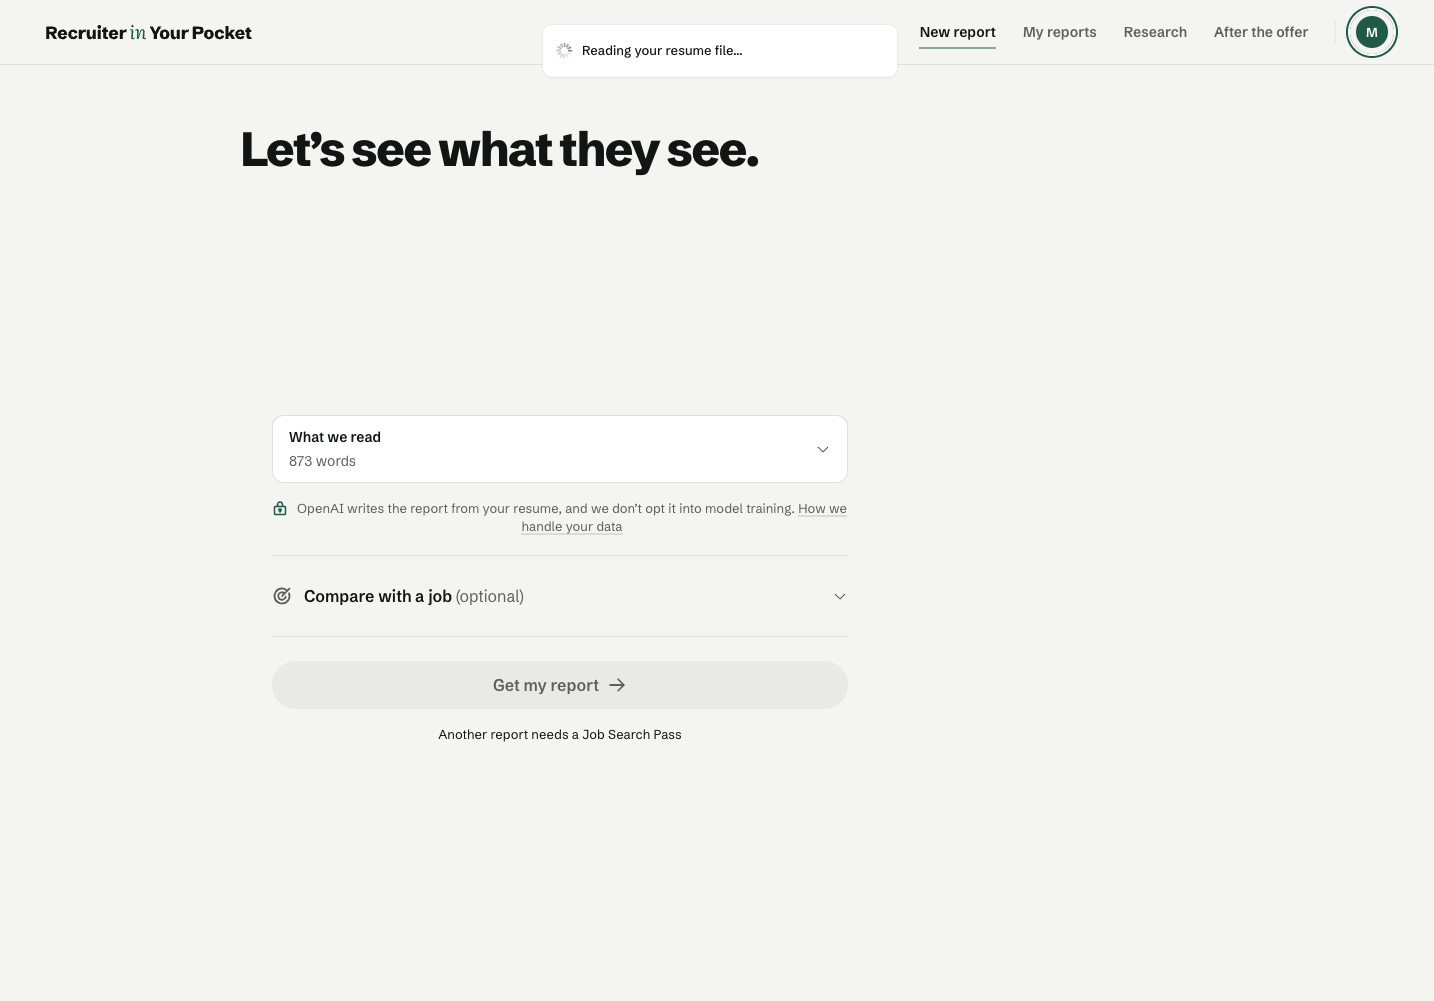 Recruiter in Your Pocket
Reading your resume file...
New report
My reports
Research
After the offer
M
Let’s see what they see.
What we read
873 words
OpenAI writes the report from your resume, and we don’t opt it into model training. How we
handle your data
Compare with a job (optional)
Get my report →
Another report needs a Job Search Pass